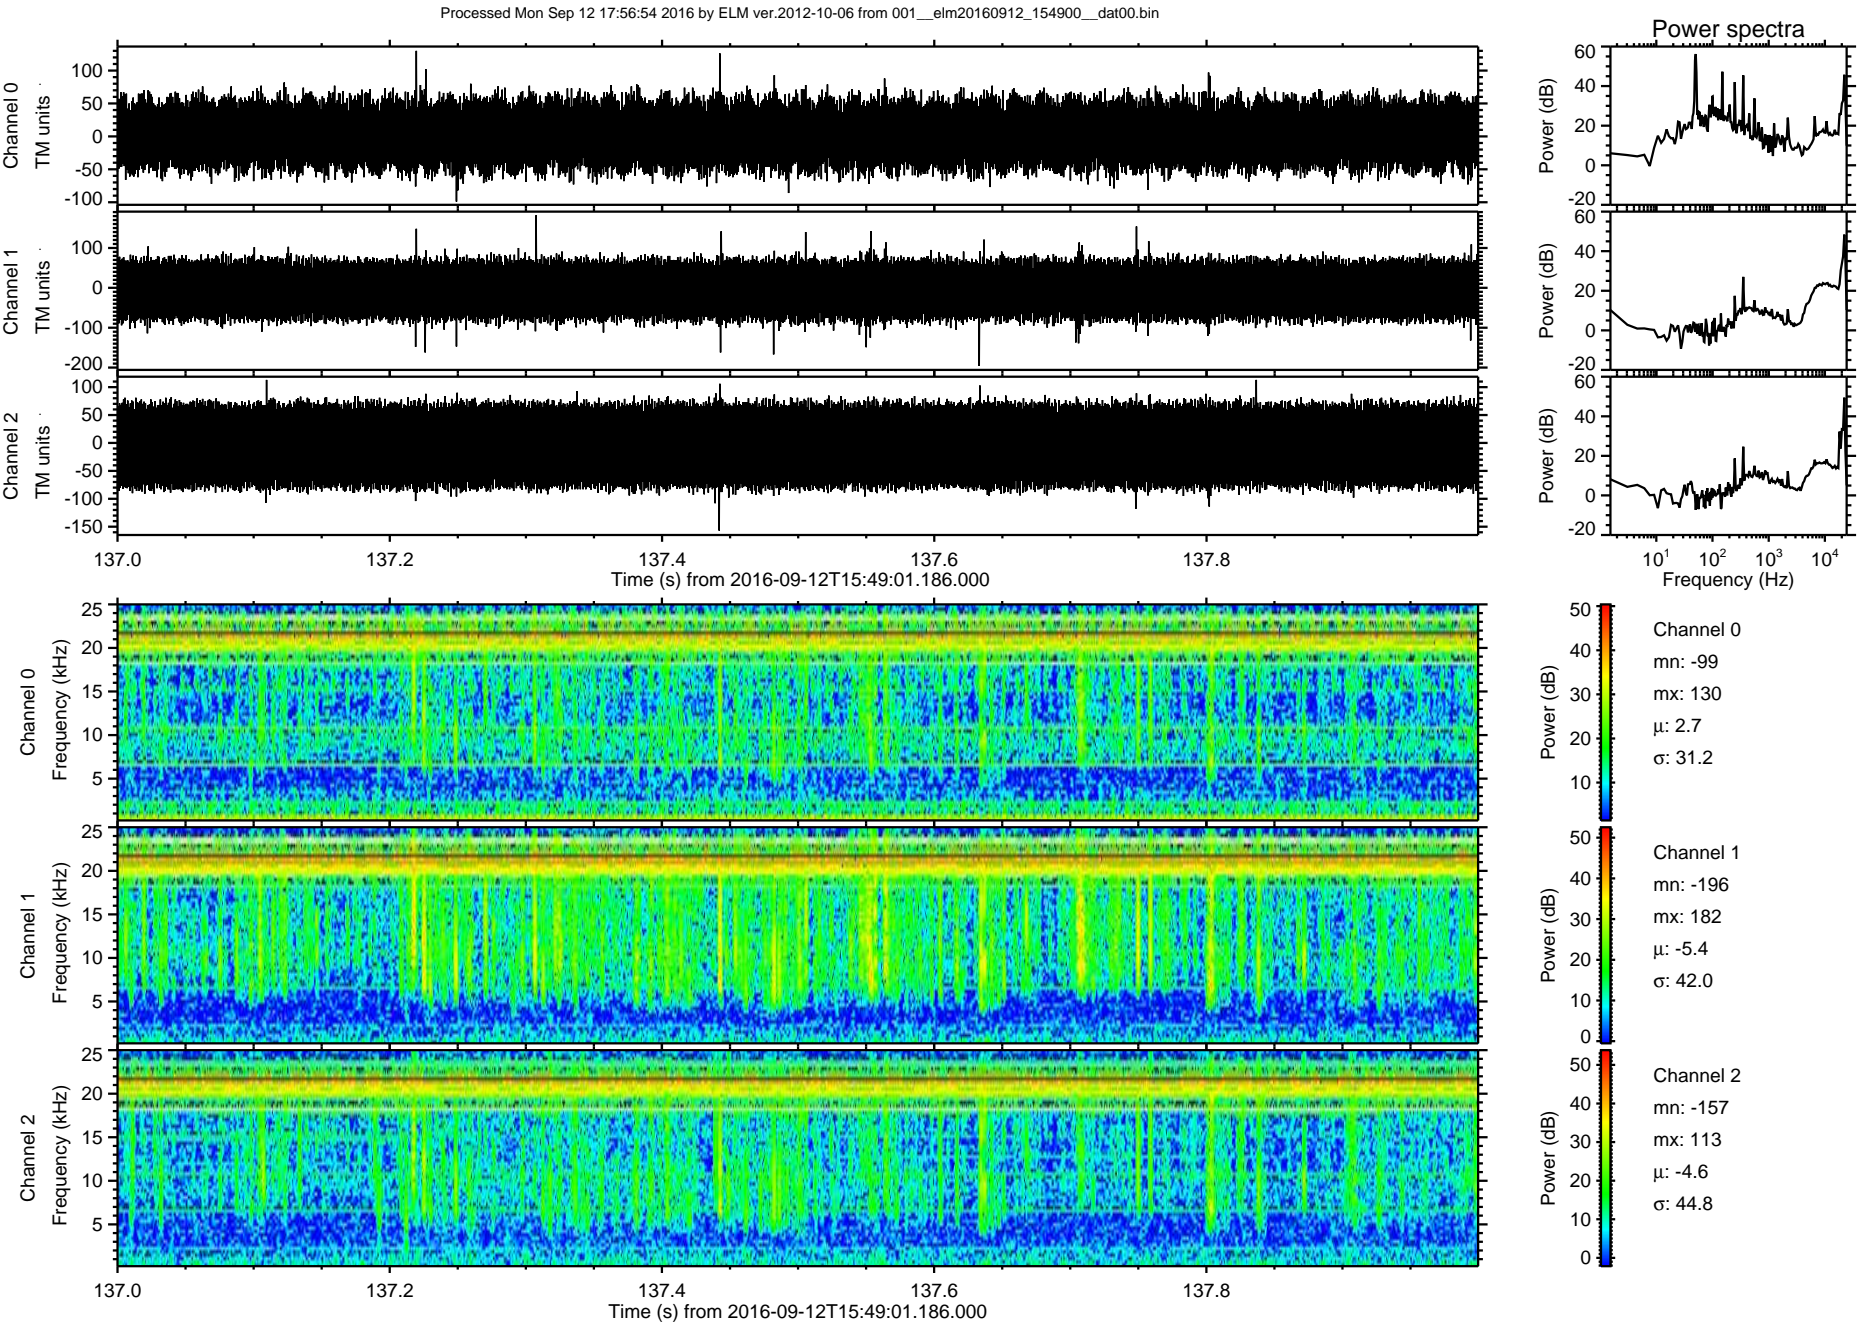 Processed Mon Sep 12 17:56:54 2016 by ELM ver.2012-10-06 from 001__elm20160912_154900__dat00.bin
Power spectra
Channel 0
TM units
100
50
0
-50
-100
Power (dB)
60
40
20
0
-20
Channel 1
TM units
100
0
-100
-200
Power (dB)
60
40
20
0
-20
Channel 2
TM units
100
50
0
-50
-100
-150
Power (dB)
60
40
20
0
-20
137.0 137.2 137.4 137.6 137.8
Time (s) from 2016-09-12T15:49:01.186.000
10^1 10^2 10^3 10^4
Frequency (Hz)
Channel 0
Frequency (kHz)
25
20
15
10
5
Power (dB)
50
40
30
20
10
Channel 0
mn: -99
mx: 130
μ: 2.7
σ: 31.2
Channel 1
Frequency (kHz)
25
20
15
10
5
Power (dB)
50
40
30
20
10
0
Channel 1
mn: -196
mx: 182
μ: -5.4
σ: 42.0
Channel 2
Frequency (kHz)
25
20
15
10
5
Power (dB)
50
40
30
20
10
0
Channel 2
mn: -157
mx: 113
μ: -4.6
σ: 44.8
137.0 137.2 137.4 137.6 137.8
Time (s) from 2016-09-12T15:49:01.186.000